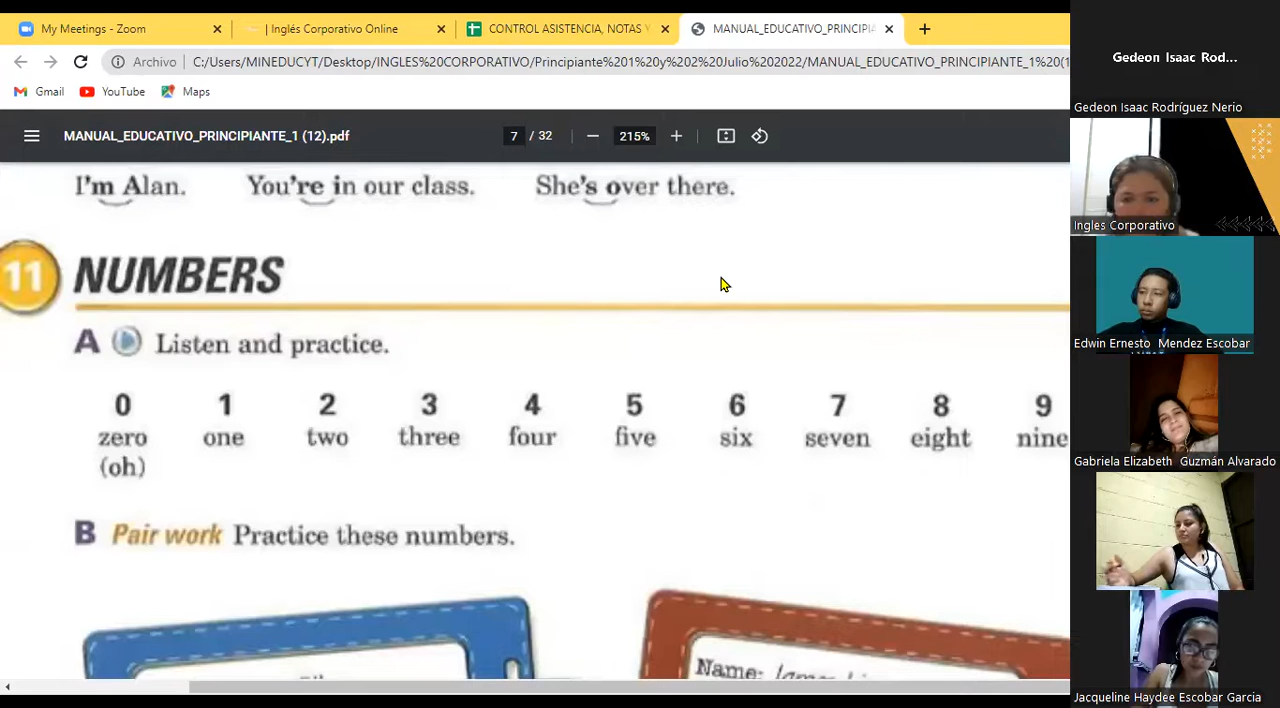 My Meetings - Zoom
| Inglés Corporativo Online
CONTROL ASISTENCIA, NOTAS Y
MANUAL_EDUCATIVO_PRINCIPIA
Archivo | C:/Users/MINEDUCYT/Desktop/INGLES%20CORPORATIVO/Principiante%201%20y%202%20Julio%202022/MANUAL_EDUCATIVO_PRINCIPIANTE_1%20(1
Gmail YouTube Maps
MANUAL_EDUCATIVO_PRINCIPIANTE_1 (12).pdf 7 / 32 215%
I'm Alan. You're in our class. She's over there.
11 NUMBERS
A Listen and practice.
0 1 2 3 4 5 6 7 8 9
zero one two three four five six seven eight nine
(oh)
B Pair work Practice these numbers.
Name:
Gedeon Isaac Rod...
Gedeon Isaac Rodríguez Nerio
Ingles Corporativo
Edwin Ernesto Mendez Escobar
Gabriela Elizabeth Guzmán Alvarado
Jacqueline Haydee Escobar Garcia